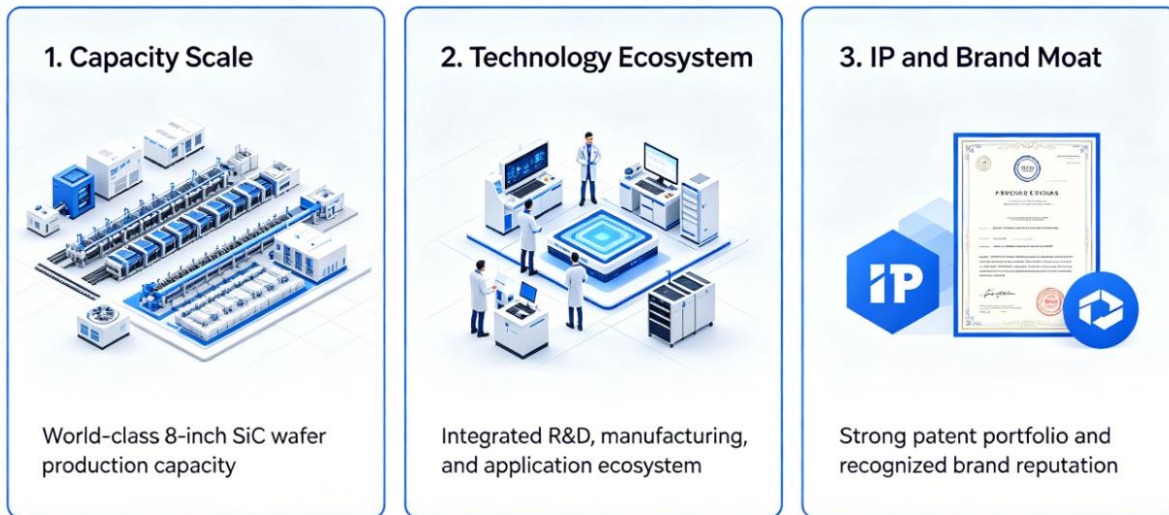 1. Capacity Scale
World-class 8-inch SiC wafer
production capacity
2. Technology Ecosystem
Integrated R&D, manufacturing,
and application ecosystem
3. IP and Brand Moat
IP
Strong patent portfolio and
recognized brand reputation